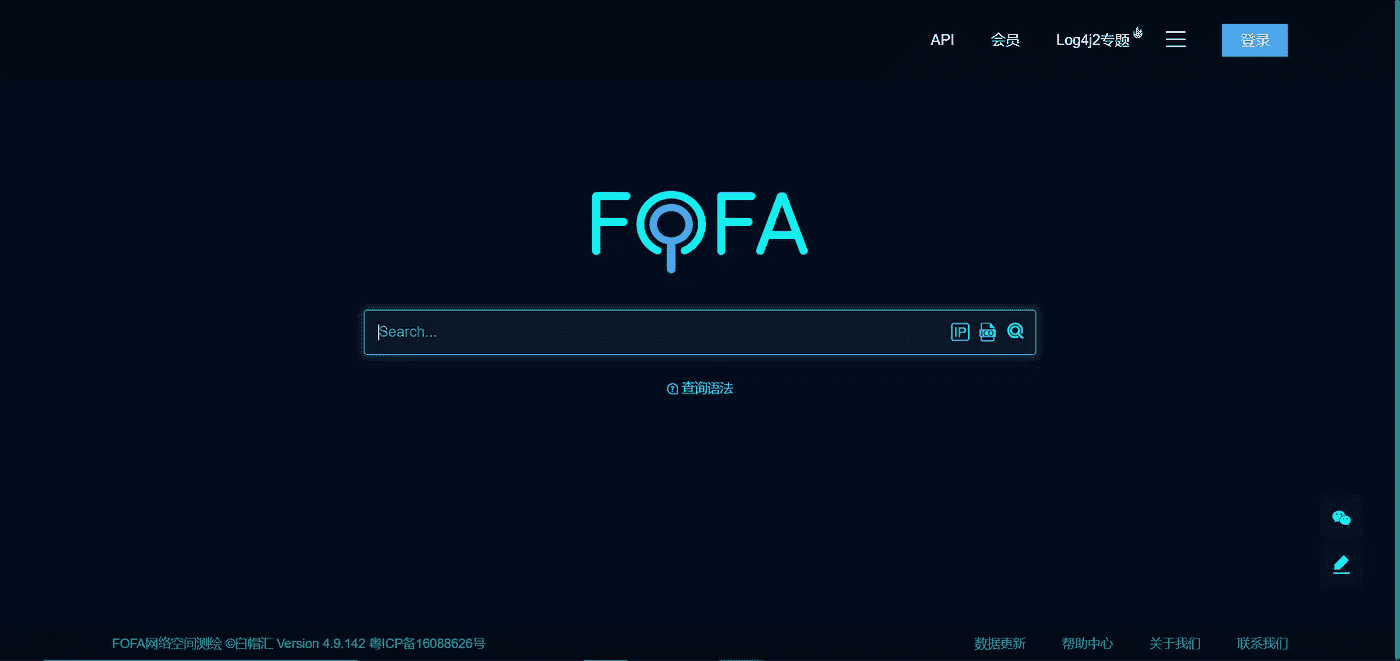 API 会员 Log4j2专题 登录
FOFA
Search...
IP ICO
查询语法
FOFA网络空间测绘 ©白帽汇 Version 4.9.142 粤ICP备16088626号 数据更新 帮助中心 关于我们 联系我们